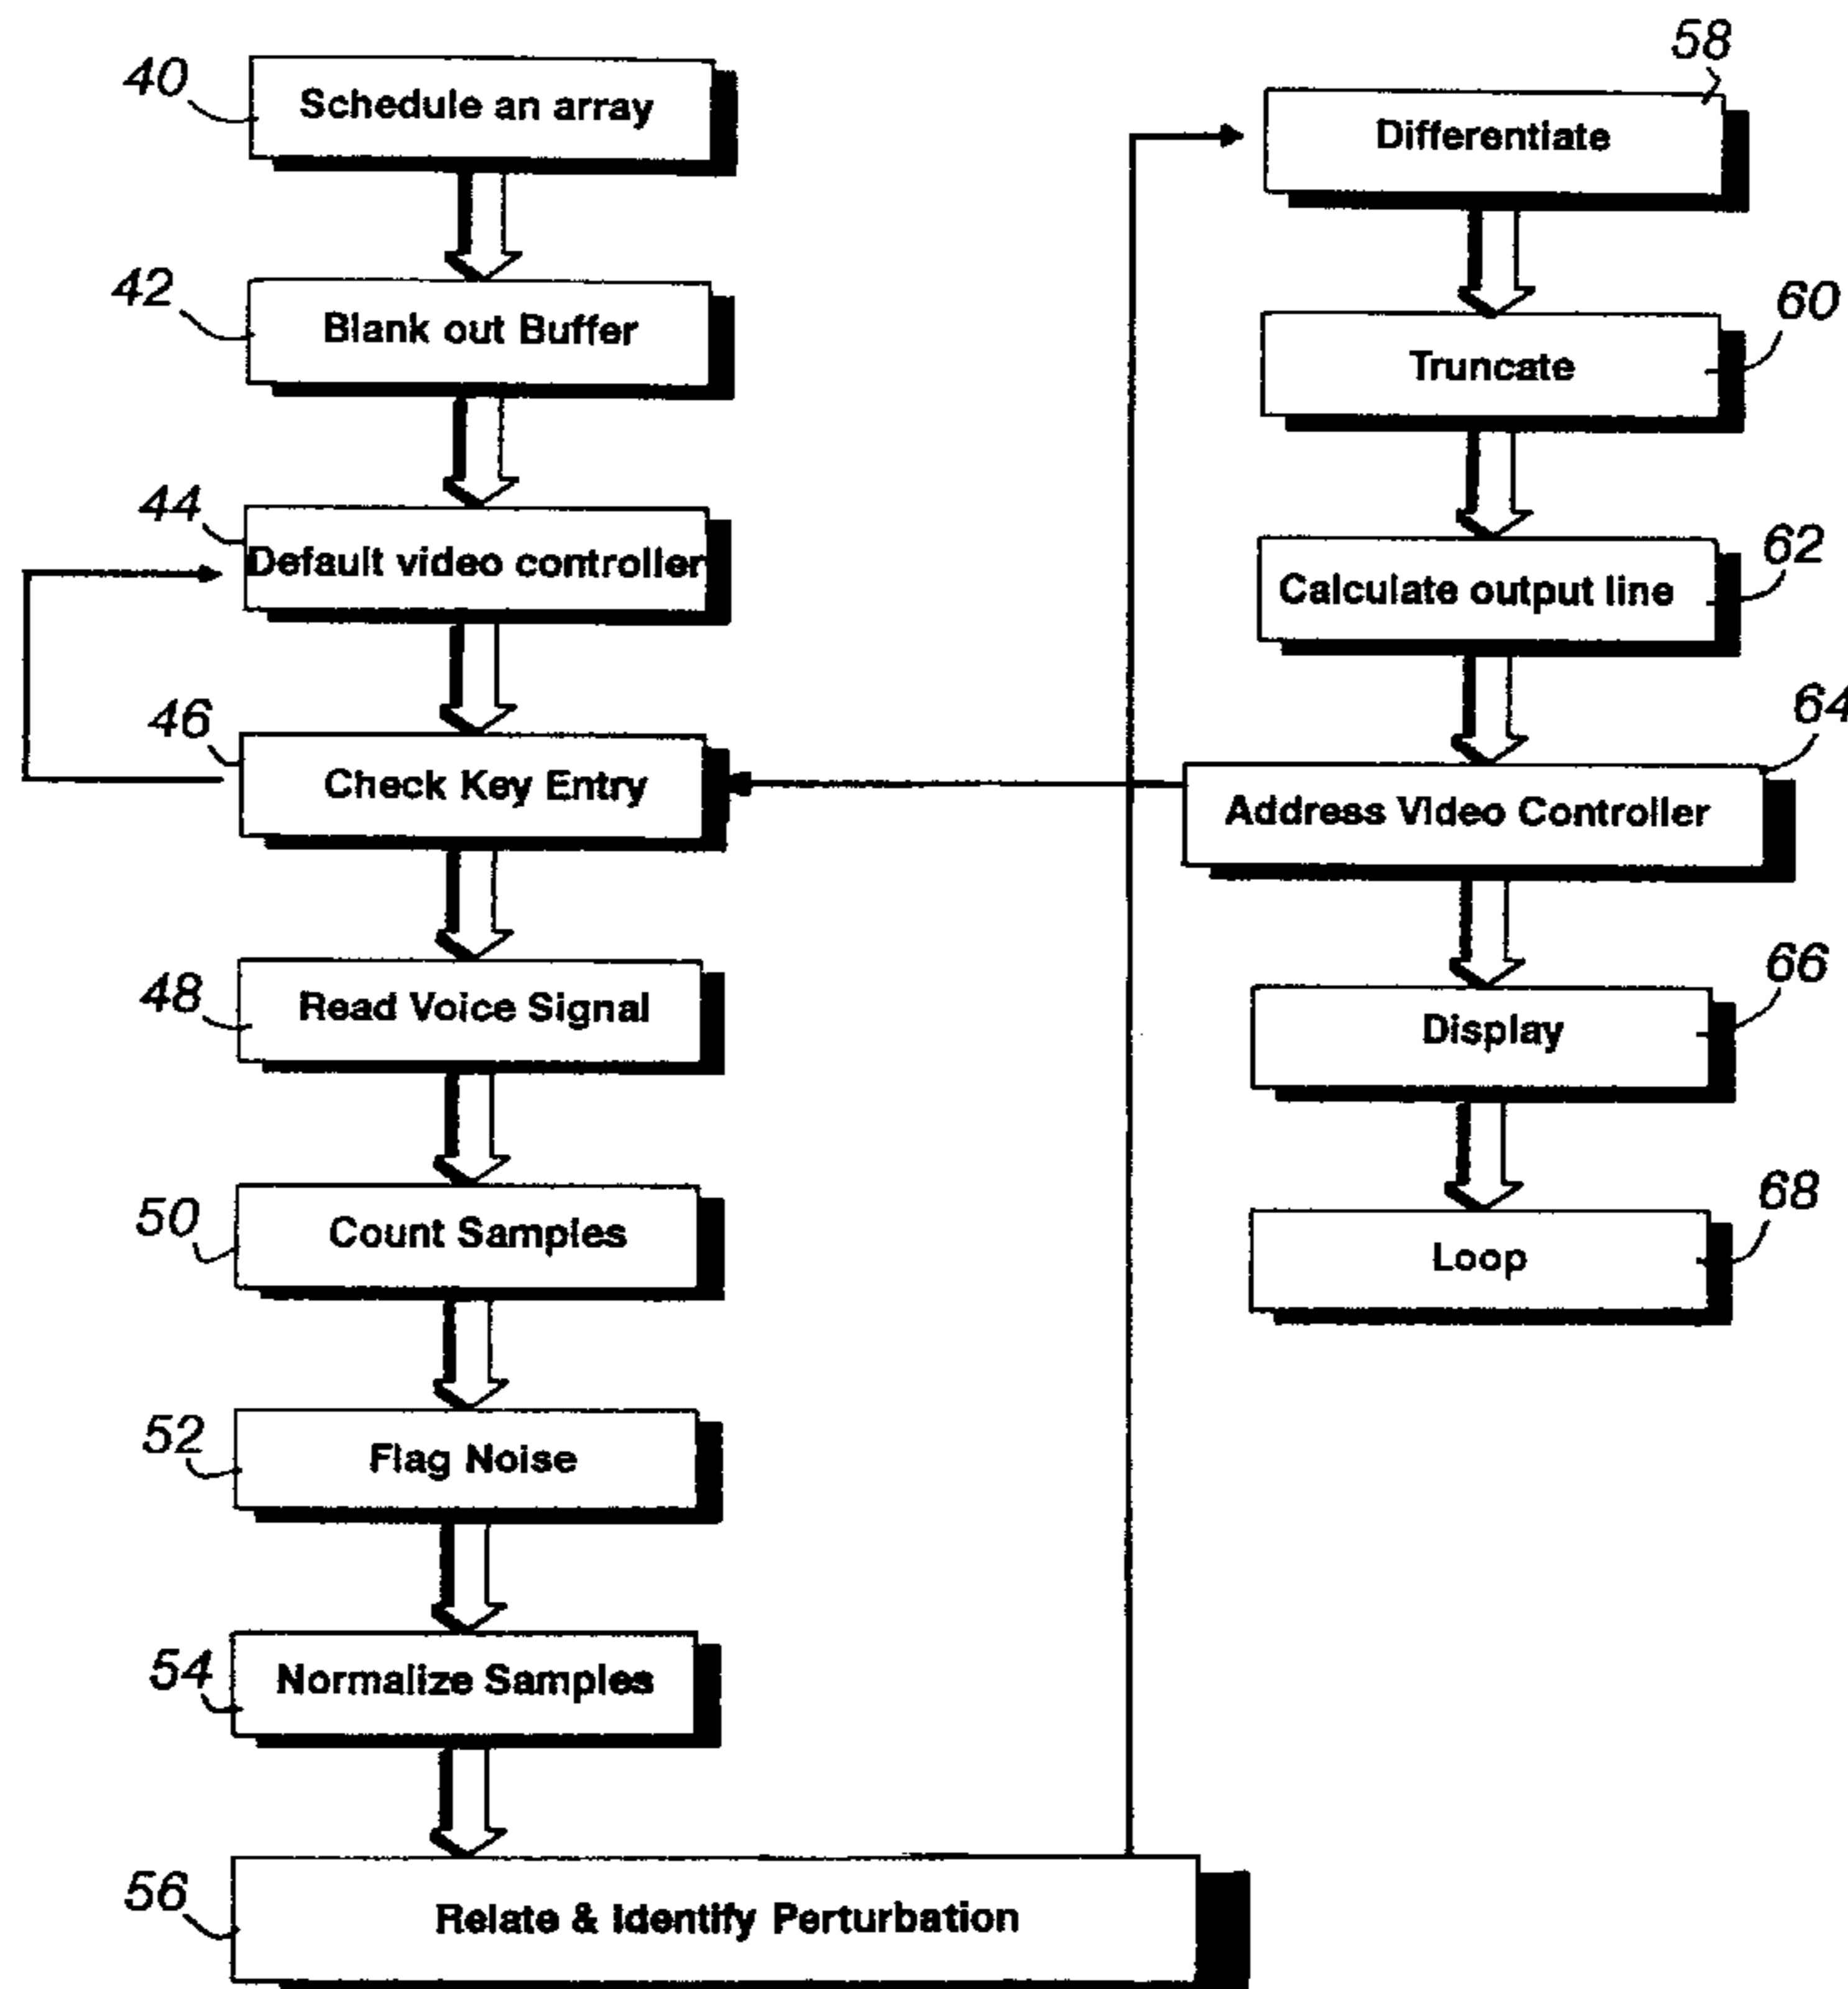 40
Schedule an array
42
Blank out Buffer
44
Default video controller
46
Check Key Entry
48
Read Voice Signal
50
Count Samples
52
Flag Noise
54
Normalize Samples
56
Relate & Identify Perturbation
58
Differentiate
60
Truncate
62
Calculate output line
64
Address Video Controller
66
Display
68
Loop